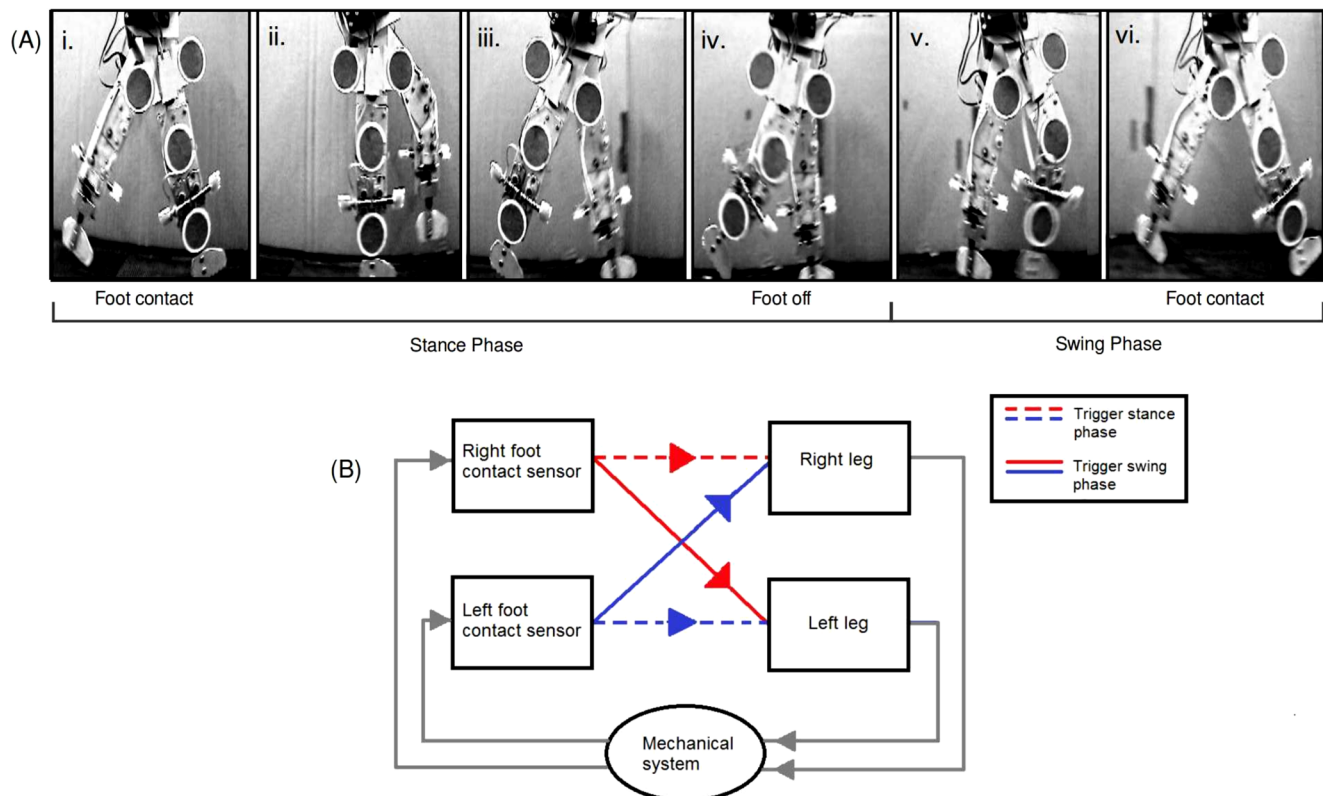 (A)
i.
ii.
iii.
iv.
v.
vi.
Foot contact
Foot off
Foot contact
Stance Phase
Swing Phase
(B)
Right foot
contact sensor
Right leg
Left foot
contact sensor
Left leg
Mechanical
system
Trigger stance
phase
Trigger swing
phase